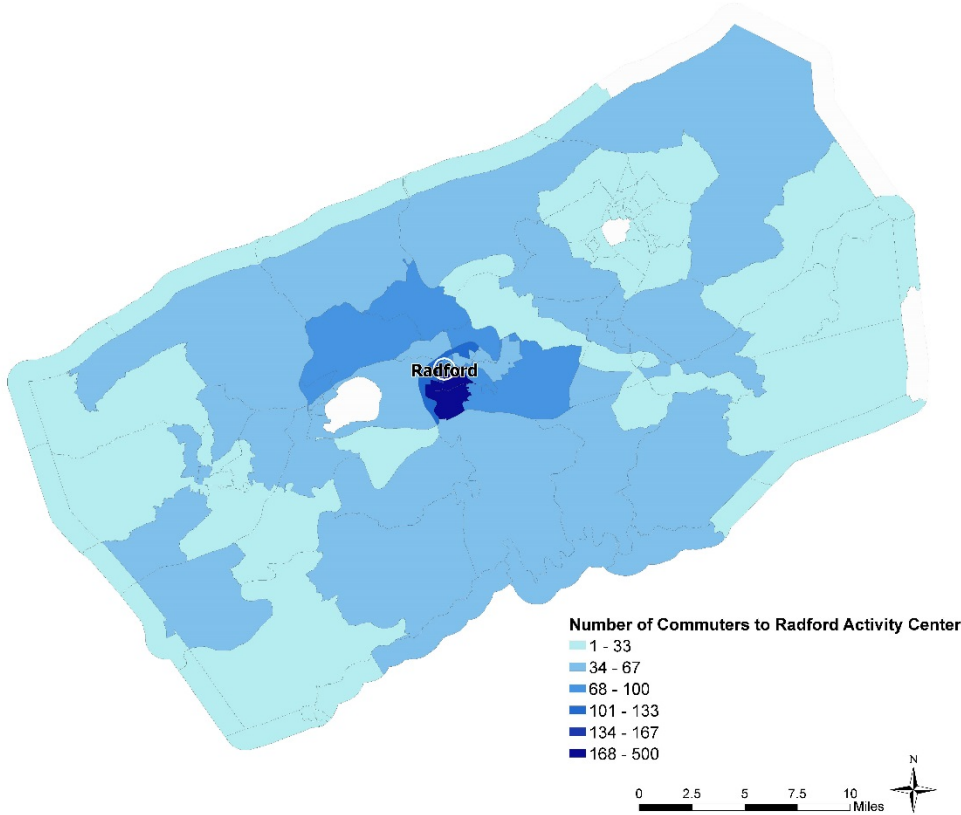 Radford
Number of Commuters to Radford Activity Center
1 - 33
34 - 67
68 - 100
101 - 133
134 - 167
168 - 500
N
0 2.5 5 7.5 10
Miles